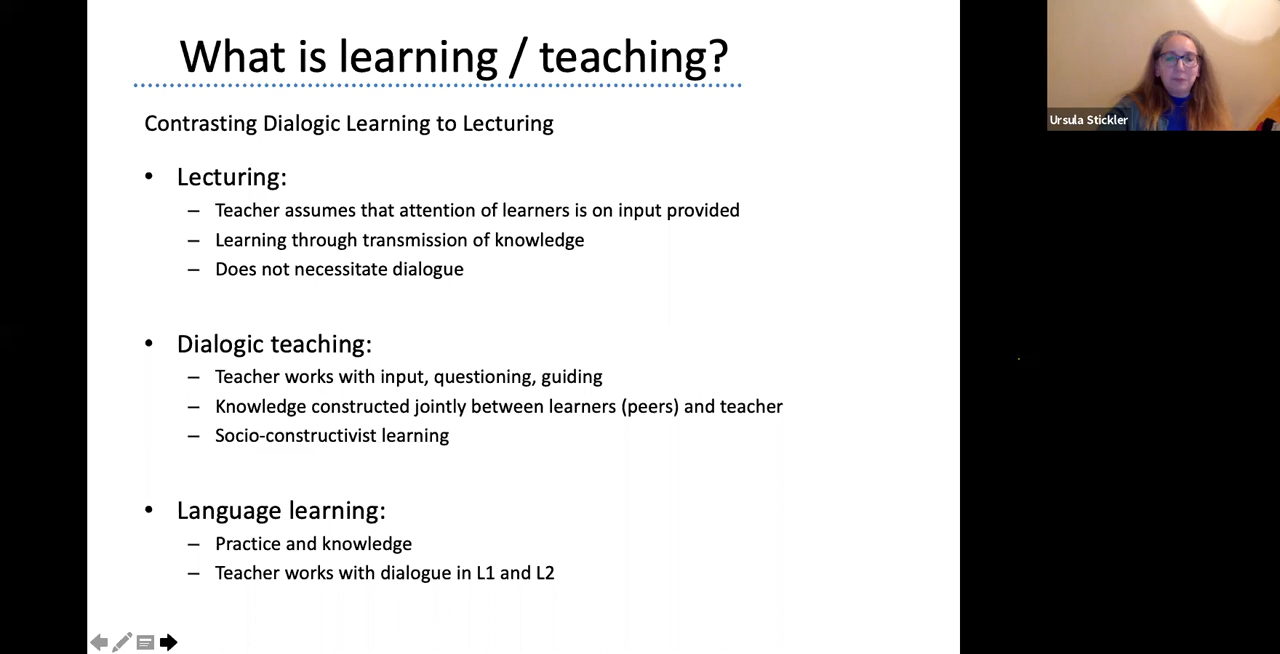 What is learning / teaching?
Contrasting Dialogic Learning to Lecturing
• Lecturing:
– Teacher assumes that attention of learners is on input provided
– Learning through transmission of knowledge
– Does not necessitate dialogue
• Dialogic teaching:
– Teacher works with input, questioning, guiding
– Knowledge constructed jointly between learners (peers) and teacher
– Socio-constructivist learning
• Language learning:
– Practice and knowledge
– Teacher works with dialogue in L1 and L2
Ursula Stickler